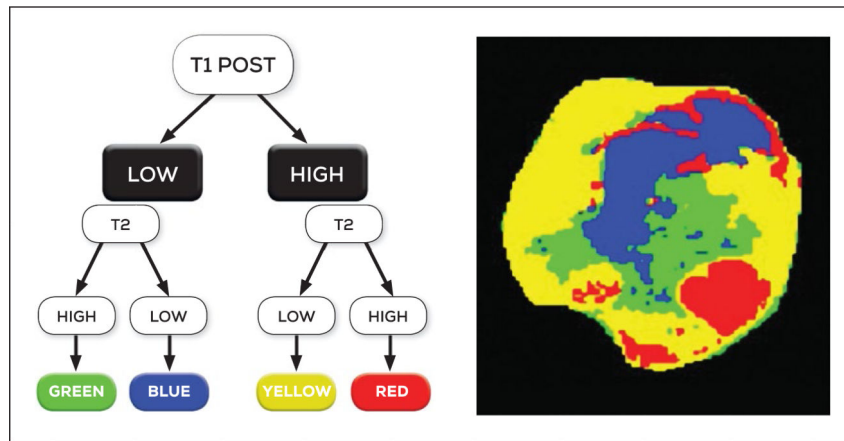 T1 POST
LOW HIGH
T2 T2
HIGH LOW LOW HIGH
GREEN BLUE YELLOW RED